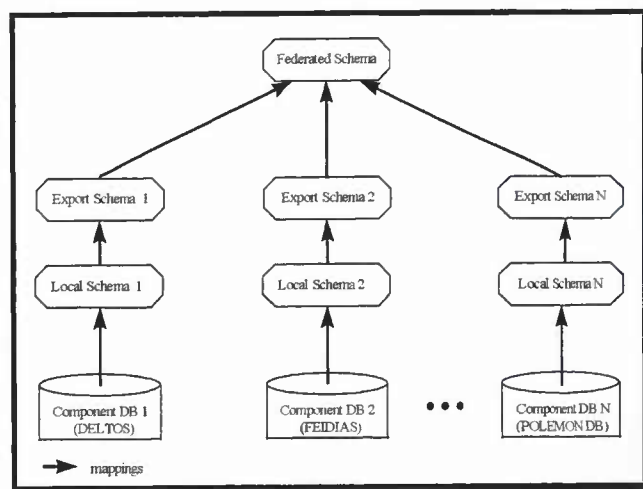 Federated Schema
Export Schema 1
Export Schema 2
Export Schema N
Local Schema 1
Local Schema 2
Local Schema N
Component DB 1
(DELTOS)
Component DB 2
(FEIDIAS)
Component DB N
(POLEMON DB)
mappings